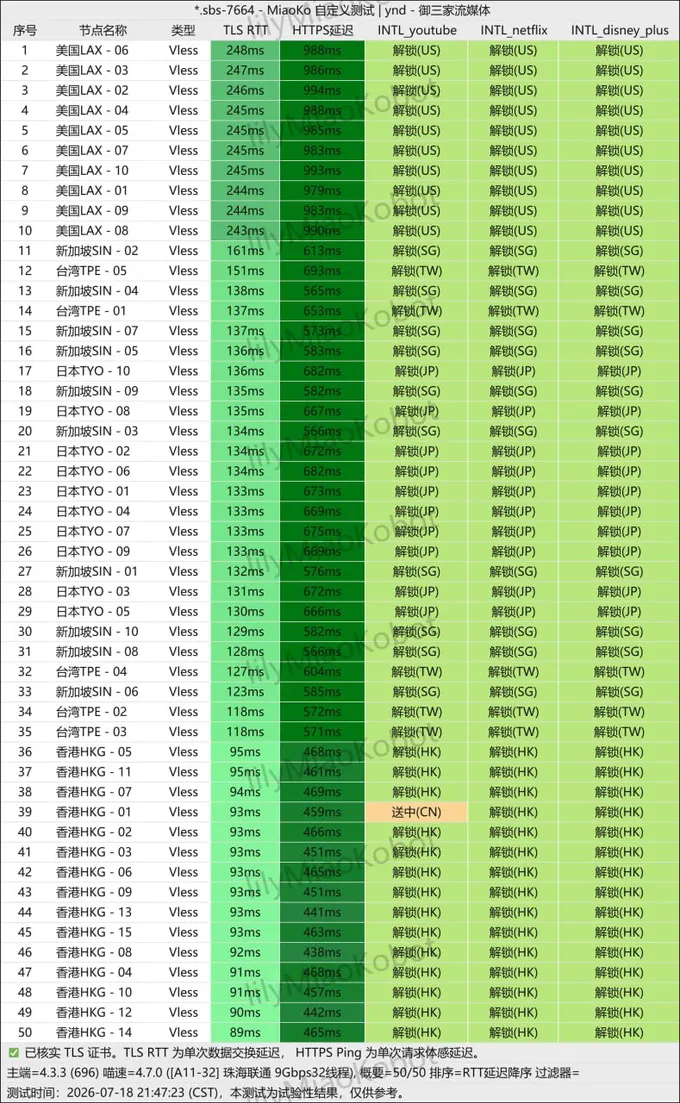 *.sbs-7664 - MiaoKo 自定义测试 | ynd - 御三家流媒体
序号 节点名称 类型 TLS RTT HTTPS延迟 INTL_youtube INTL_netflix INTL_disney_plus
1 美国LAX - 06 Vless 248ms 988ms 解锁(US) 解锁(US) 解锁(US)
2 美国LAX - 03 Vless 247ms 986ms 解锁(US) 解锁(US) 解锁(US)
3 美国LAX - 02 Vless 246ms 994ms 解锁(US) 解锁(US) 解锁(US)
4 美国LAX - 04 Vless 245ms 988ms 解锁(US) 解锁(US) 解锁(US)
5 美国LAX - 05 Vless 245ms 985ms 解锁(US) 解锁(US) 解锁(US)
6 美国LAX - 07 Vless 245ms 983ms 解锁(US) 解锁(US) 解锁(US)
7 美国LAX - 10 Vless 245ms 993ms 解锁(US) 解锁(US) 解锁(US)
8 美国LAX - 01 Vless 244ms 979ms 解锁(US) 解锁(US) 解锁(US)
9 美国LAX - 09 Vless 244ms 983ms 解锁(US) 解锁(US) 解锁(US)
10 美国LAX - 08 Vless 243ms 990ms 解锁(US) 解锁(US) 解锁(US)
11 新加坡SIN - 02 Vless 161ms 613ms 解锁(SG) 解锁(SG) 解锁(SG)
12 台湾TPE - 05 Vless 151ms 693ms 解锁(TW) 解锁(TW) 解锁(TW)
13 新加坡SIN - 04 Vless 138ms 565ms 解锁(SG) 解锁(SG) 解锁(SG)
14 台湾TPE - 01 Vless 137ms 653ms 解锁(TW) 解锁(TW) 解锁(TW)
15 新加坡SIN - 07 Vless 137ms 573ms 解锁(SG) 解锁(SG) 解锁(SG)
16 新加坡SIN - 05 Vless 136ms 583ms 解锁(SG) 解锁(SG) 解锁(SG)
17 日本TYO - 10 Vless 136ms 682ms 解锁(JP) 解锁(JP) 解锁(JP)
18 新加坡SIN - 09 Vless 135ms 582ms 解锁(SG) 解锁(SG) 解锁(SG)
19 日本TYO - 08 Vless 135ms 667ms 解锁(JP) 解锁(JP) 解锁(JP)
20 新加坡SIN - 03 Vless 134ms 566ms 解锁(SG) 解锁(SG) 解锁(SG)
21 日本TYO - 02 Vless 134ms 672ms 解锁(JP) 解锁(JP) 解锁(JP)
22 日本TYO - 06 Vless 134ms 682ms 解锁(JP) 解锁(JP) 解锁(JP)
23 日本TYO - 01 Vless 133ms 673ms 解锁(JP) 解锁(JP) 解锁(JP)
24 日本TYO - 04 Vless 133ms 669ms 解锁(JP) 解锁(JP) 解锁(JP)
25 日本TYO - 07 Vless 133ms 675ms 解锁(JP) 解锁(JP) 解锁(JP)
26 日本TYO - 09 Vless 133ms 669ms 解锁(JP) 解锁(JP) 解锁(JP)
27 新加坡SIN - 01 Vless 132ms 576ms 解锁(SG) 解锁(SG) 解锁(SG)
28 日本TYO - 03 Vless 131ms 672ms 解锁(JP) 解锁(JP) 解锁(JP)
29 日本TYO - 05 Vless 130ms 666ms 解锁(JP) 解锁(JP) 解锁(JP)
30 新加坡SIN - 10 Vless 129ms 582ms 解锁(SG) 解锁(SG) 解锁(SG)
31 新加坡SIN - 08 Vless 128ms 566ms 解锁(SG) 解锁(SG) 解锁(SG)
32 台湾TPE - 04 Vless 127ms 604ms 解锁(TW) 解锁(TW) 解锁(TW)
33 新加坡SIN - 06 Vless 123ms 585ms 解锁(SG) 解锁(SG) 解锁(SG)
34 台湾TPE - 02 Vless 118ms 572ms 解锁(TW) 解锁(TW) 解锁(TW)
35 台湾TPE - 03 Vless 118ms 571ms 解锁(TW) 解锁(TW) 解锁(TW)
36 香港HKG - 05 Vless 95ms 468ms 解锁(HK) 解锁(HK) 解锁(HK)
37 香港HKG - 11 Vless 95ms 461ms 解锁(HK) 解锁(HK) 解锁(HK)
38 香港HKG - 07 Vless 94ms 469ms 解锁(HK) 解锁(HK) 解锁(HK)
39 香港HKG - 01 Vless 93ms 459ms 送中(CN) 解锁(HK) 解锁(HK)
40 香港HKG - 02 Vless 93ms 466ms 解锁(HK) 解锁(HK) 解锁(HK)
41 香港HKG - 03 Vless 93ms 451ms 解锁(HK) 解锁(HK) 解锁(HK)
42 香港HKG - 06 Vless 93ms 465ms 解锁(HK) 解锁(HK) 解锁(HK)
43 香港HKG - 09 Vless 93ms 451ms 解锁(HK) 解锁(HK) 解锁(HK)
44 香港HKG - 13 Vless 93ms 441ms 解锁(HK) 解锁(HK) 解锁(HK)
45 香港HKG - 15 Vless 93ms 463ms 解锁(HK) 解锁(HK) 解锁(HK)
46 香港HKG - 08 Vless 92ms 438ms 解锁(HK) 解锁(HK) 解锁(HK)
47 香港HKG - 04 Vless 91ms 468ms 解锁(HK) 解锁(HK) 解锁(HK)
48 香港HKG - 10 Vless 91ms 457ms 解锁(HK) 解锁(HK) 解锁(HK)
49 香港HKG - 12 Vless 90ms 442ms 解锁(HK) 解锁(HK) 解锁(HK)
50 香港HKG - 14 Vless 89ms 465ms 解锁(HK) 解锁(HK) 解锁(HK)
✅ 已核实 TLS 证书。TLS RTT 为单次数据交换延迟， HTTPS Ping 为单次请求体感延迟。
主端=4.3.3 (696) 喵速=4.7.0 ([A11-32] 珠海联通 9Gbps32线程), 概要=50/50 排序=RTT延迟降序 过滤器=
测试时间：2026-07-18 21:47:23 (CST)，本测试为试验性结果，仅供参考。
lilyMiaoKobot